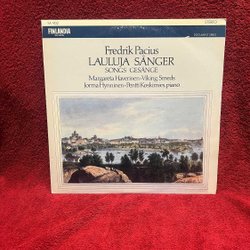 FINLANDIA
STEREO
Fredrik Pacius
LAULUJA SÅNGER
SONGS GESÄNGE
Margareta Haverinen-Viking Smeds
Jorma Hynninen-Pentti Koskimies, piano